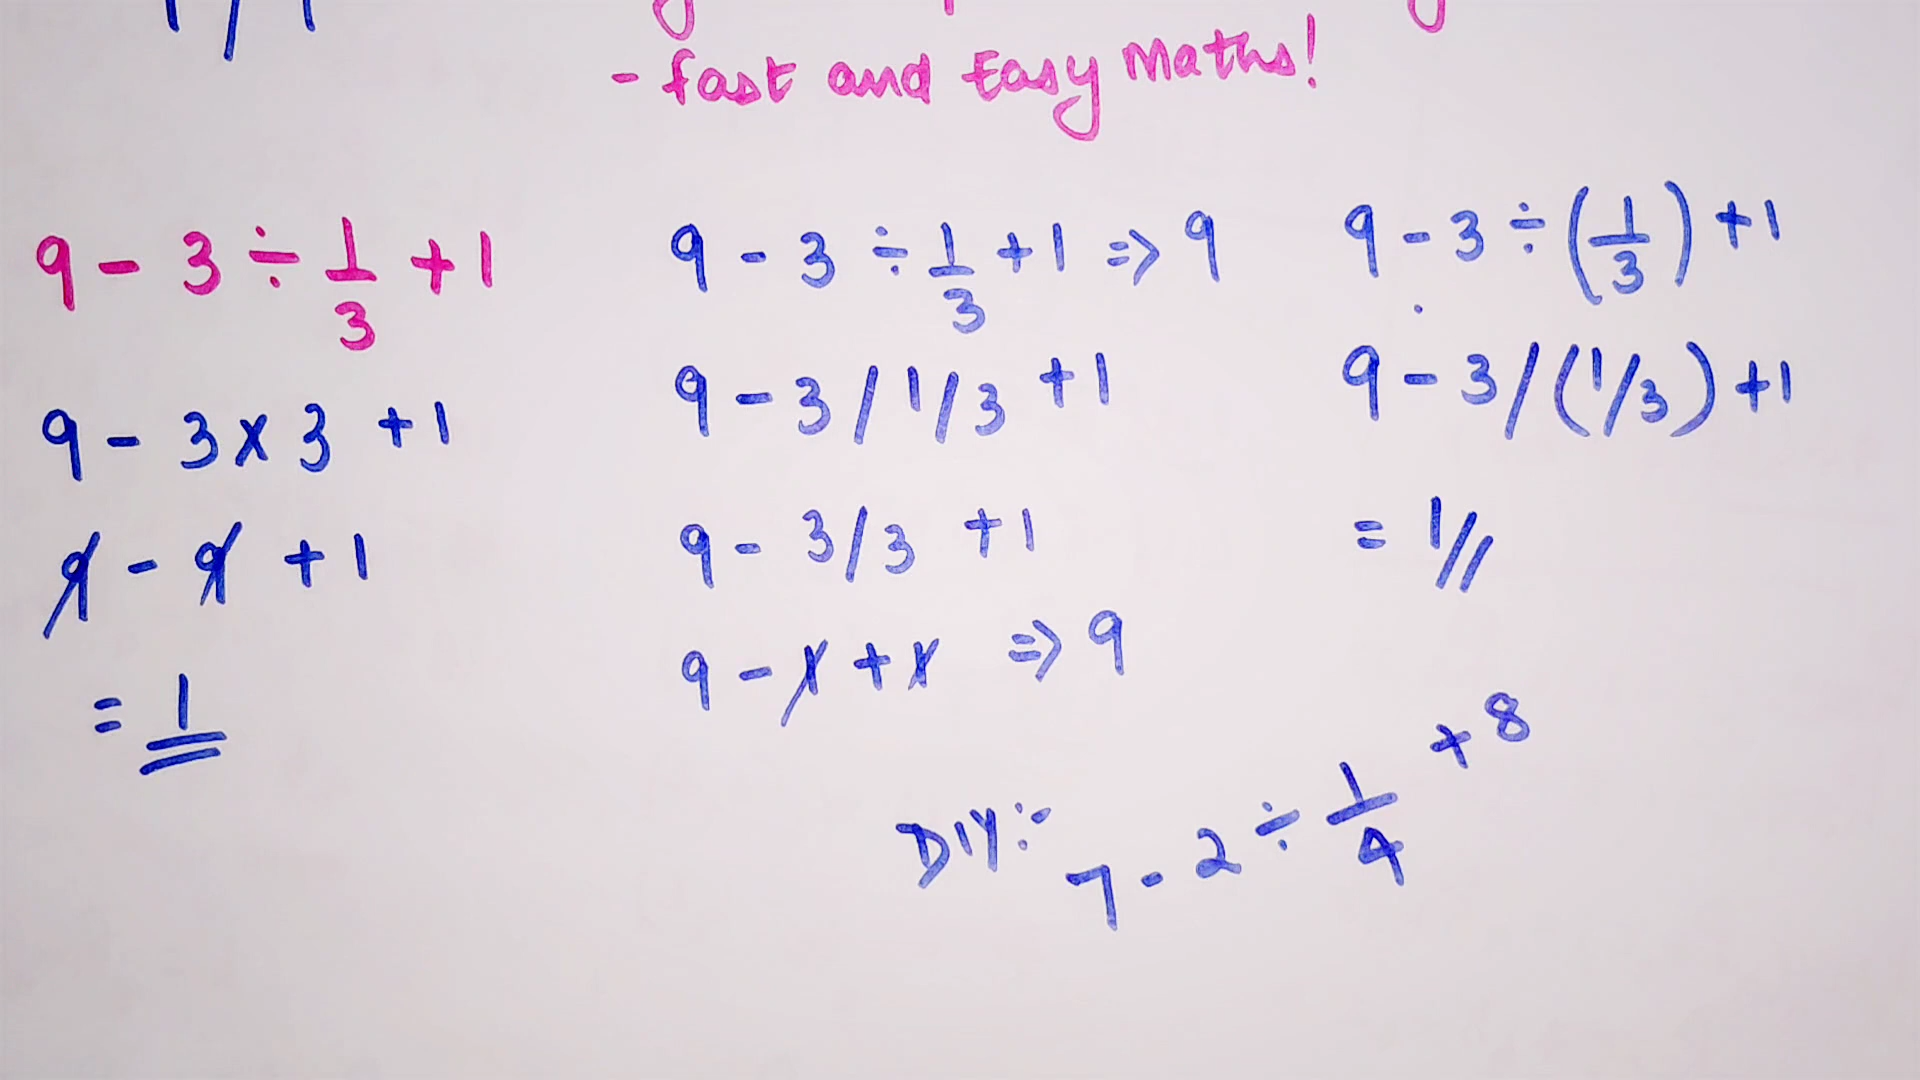 - fast and Easy Maths!
9 - 3 ÷ 1/3 + 1
9 - 3 x 3 + 1
9 - 9 + 1
= 1
9 - 3 ÷ 1/3 + 1 => 9
9 - 3 / 1/3 + 1
9 - 3/3 + 1
9 - 1 + 1 => 9
9 - 3 ÷ (1/3) + 1
9 - 3/(1/3) + 1
= 1//
DIY:- 7 - 2 ÷ 1/4 + 8